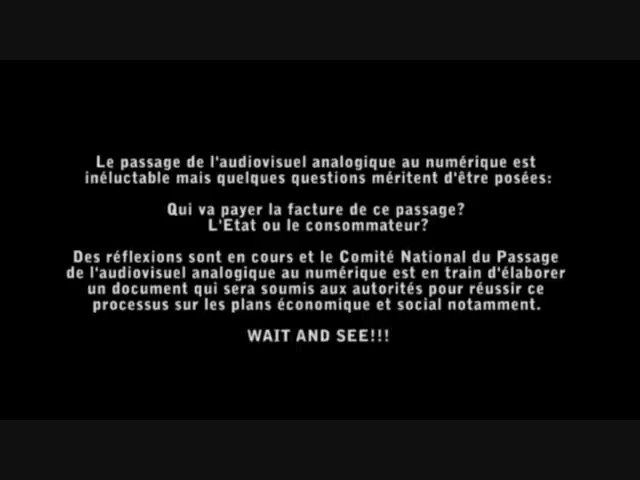 Le passage de l'audiovisuel analogique au numérique est
inéluctable mais quelques questions méritent d'être posées:
Qui va payer la facture de ce passage?
L'Etat ou le consommateur?
Des réflexions sont en cours et le Comité National du Passage
de l'audiovisuel analogique au numérique est en train d'élaborer
un document qui sera soumis aux autorités pour réussir ce
processus sur les plans économique et social notamment.
WAIT AND SEE!!!